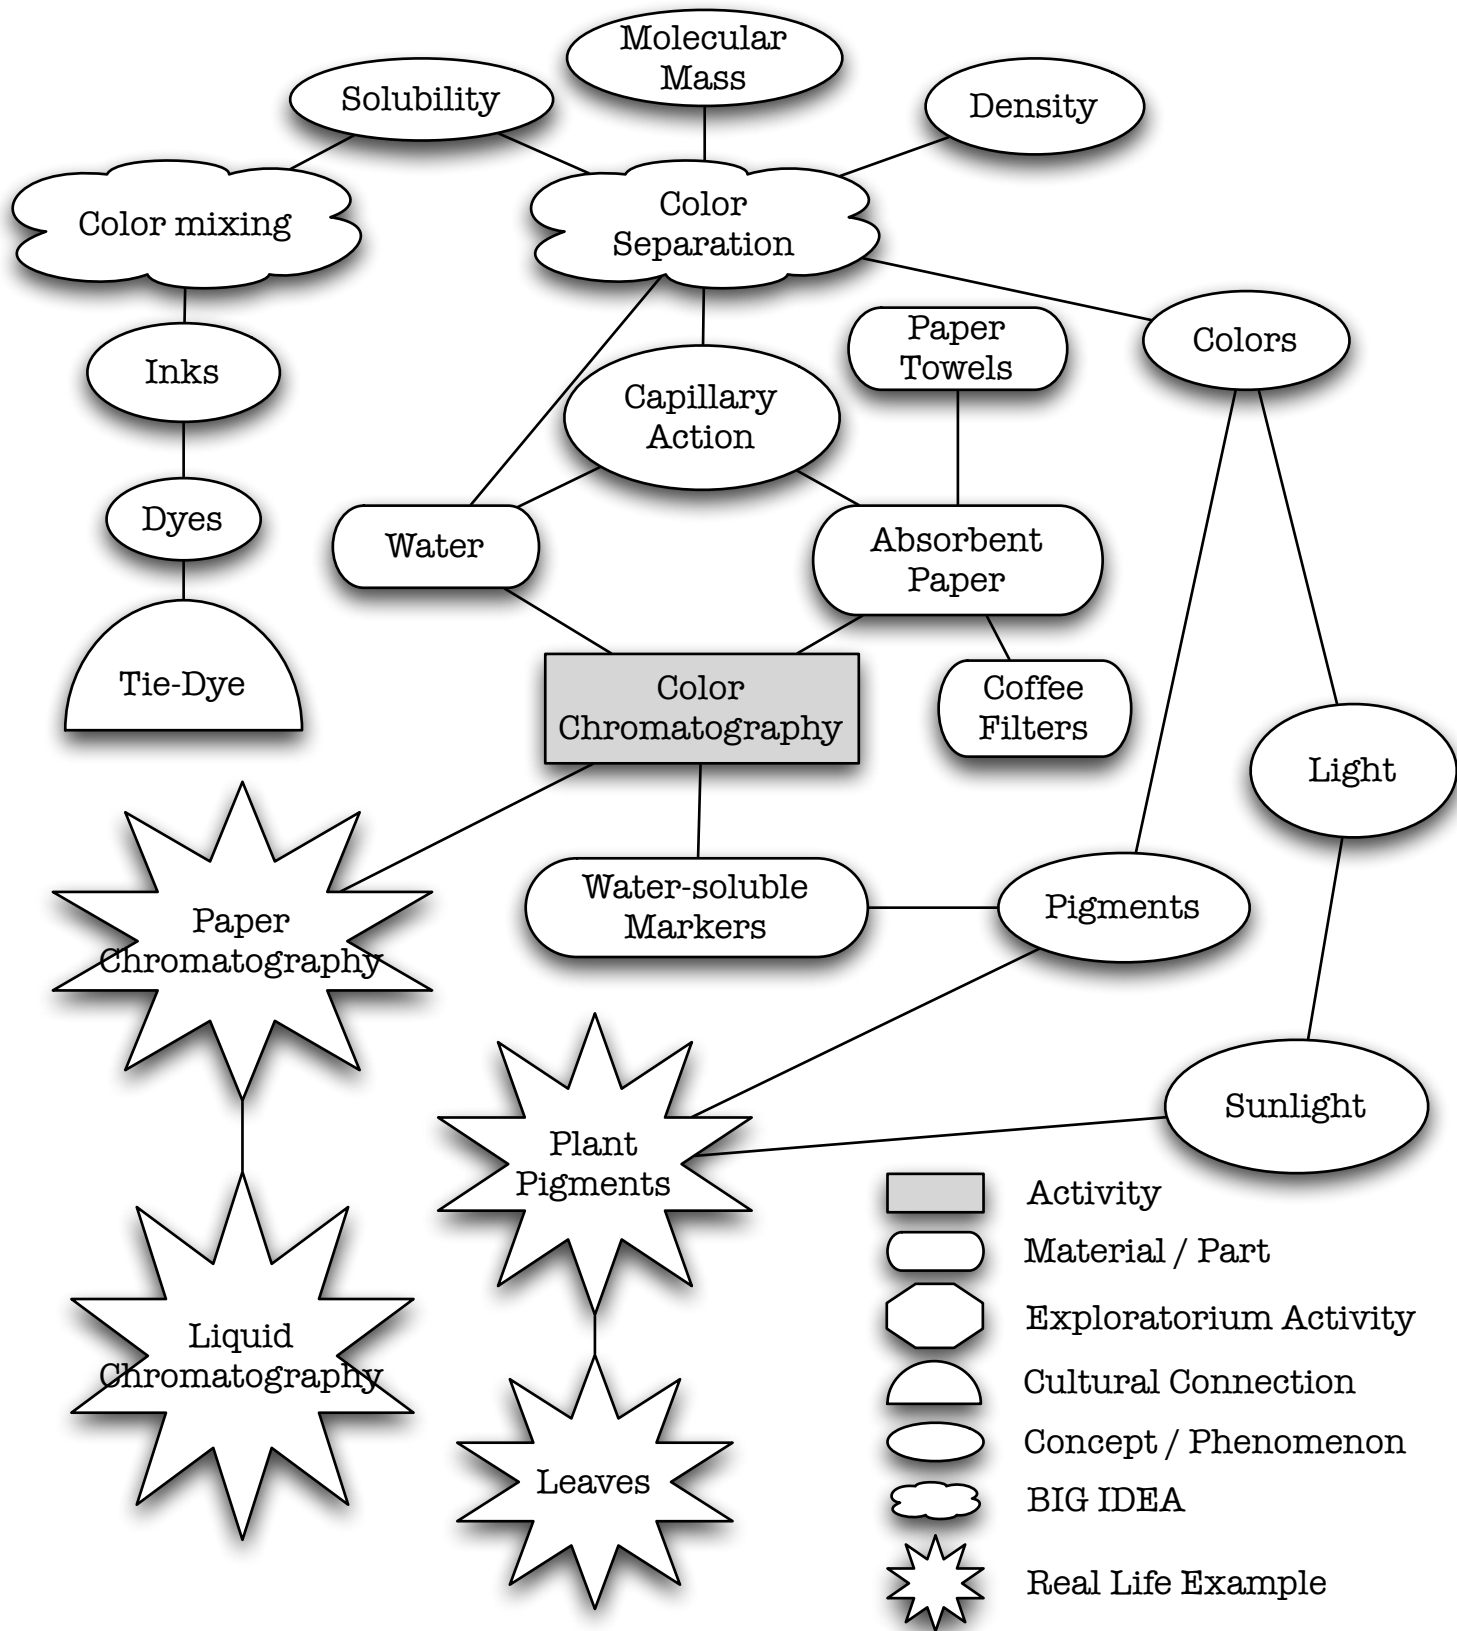 Molecular
Mass
Solubility
Density
Color mixing
Color
Separation
Inks
Capillary
Action
Paper
Towels
Colors
Dyes
Water
Absorbent
Paper
Tie-Dye
Color
Chromatography
Coffee
Filters
Light
Paper
Chromatography
Water-soluble
Markers
Pigments
Plant
Pigments
Sunlight
Liquid
Chromatography
Leaves
Activity
Material / Part
Exploratorium Activity
Cultural Connection
Concept / Phenomenon
BIG IDEA
Real Life Example